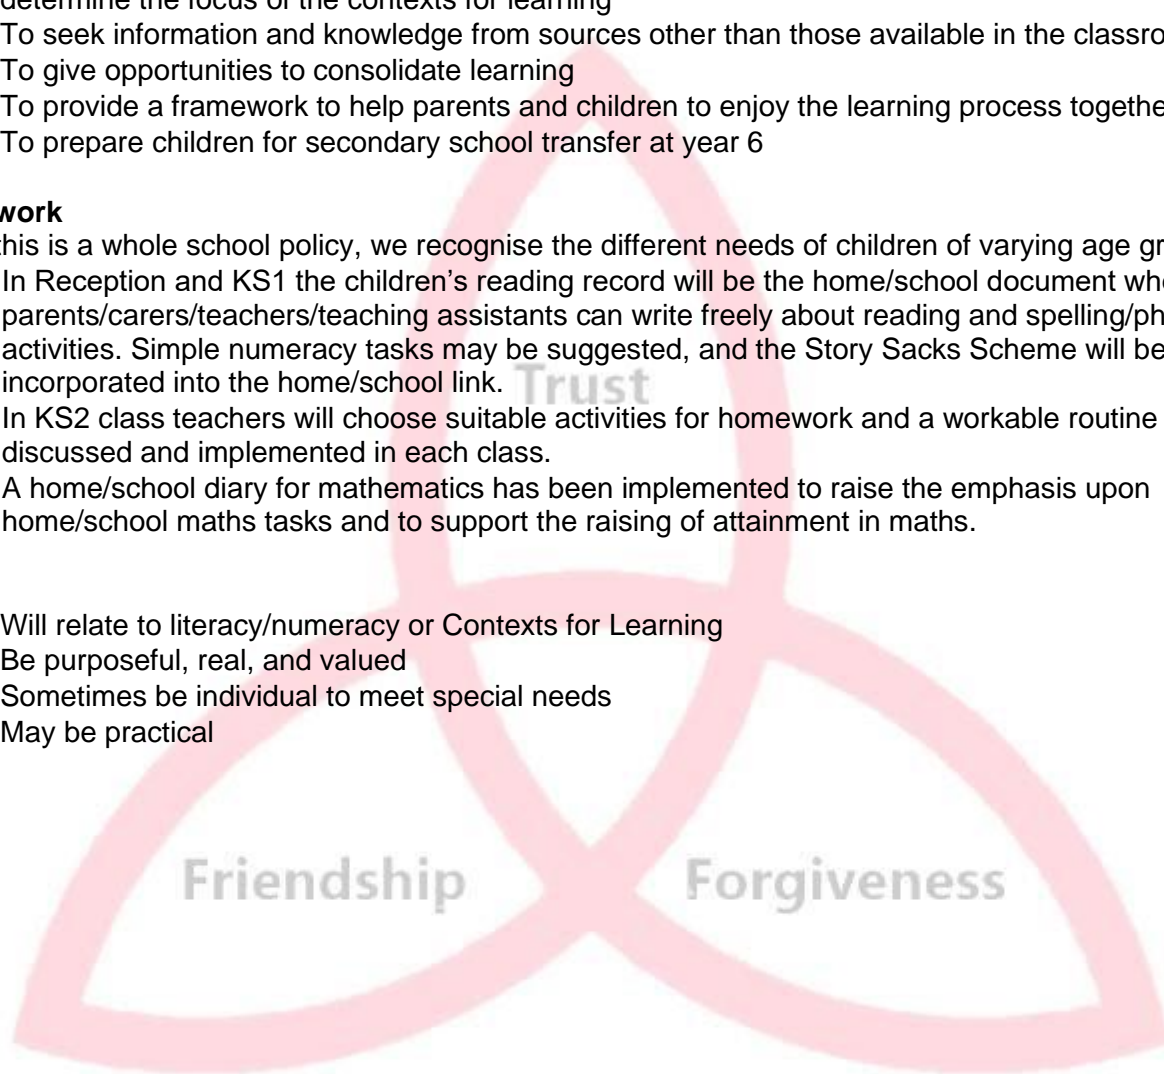 determine the focus of the contexts for learning
To seek information and knowledge from sources other than those available in the classro
To give opportunities to consolidate learning
To provide a framework to help parents and children to enjoy the learning process togethe
To prepare children for secondary school transfer at year 6
work
this is a whole school policy, we recognise the different needs of children of varying age gr
In Reception and KS1 the children's reading record will be the home/school document whe
parents/carers/teachers/teaching assistants can write freely about reading and spelling/ph
activities. Simple numeracy tasks may be suggested, and the Story Sacks Scheme will be
incorporated into the home/school link.
Trust
In KS2 class teachers will choose suitable activities for homework and a workable routine
discussed and implemented in each class.
A home/school diary for mathematics has been implemented to raise the emphasis upon
home/school maths tasks and to support the raising of attainment in maths.
Will relate to literacy/numeracy or Contexts for Learning
Be purposeful, real, and valued
Sometimes be individual to meet special needs
May be practical
Friendship
Forgiveness